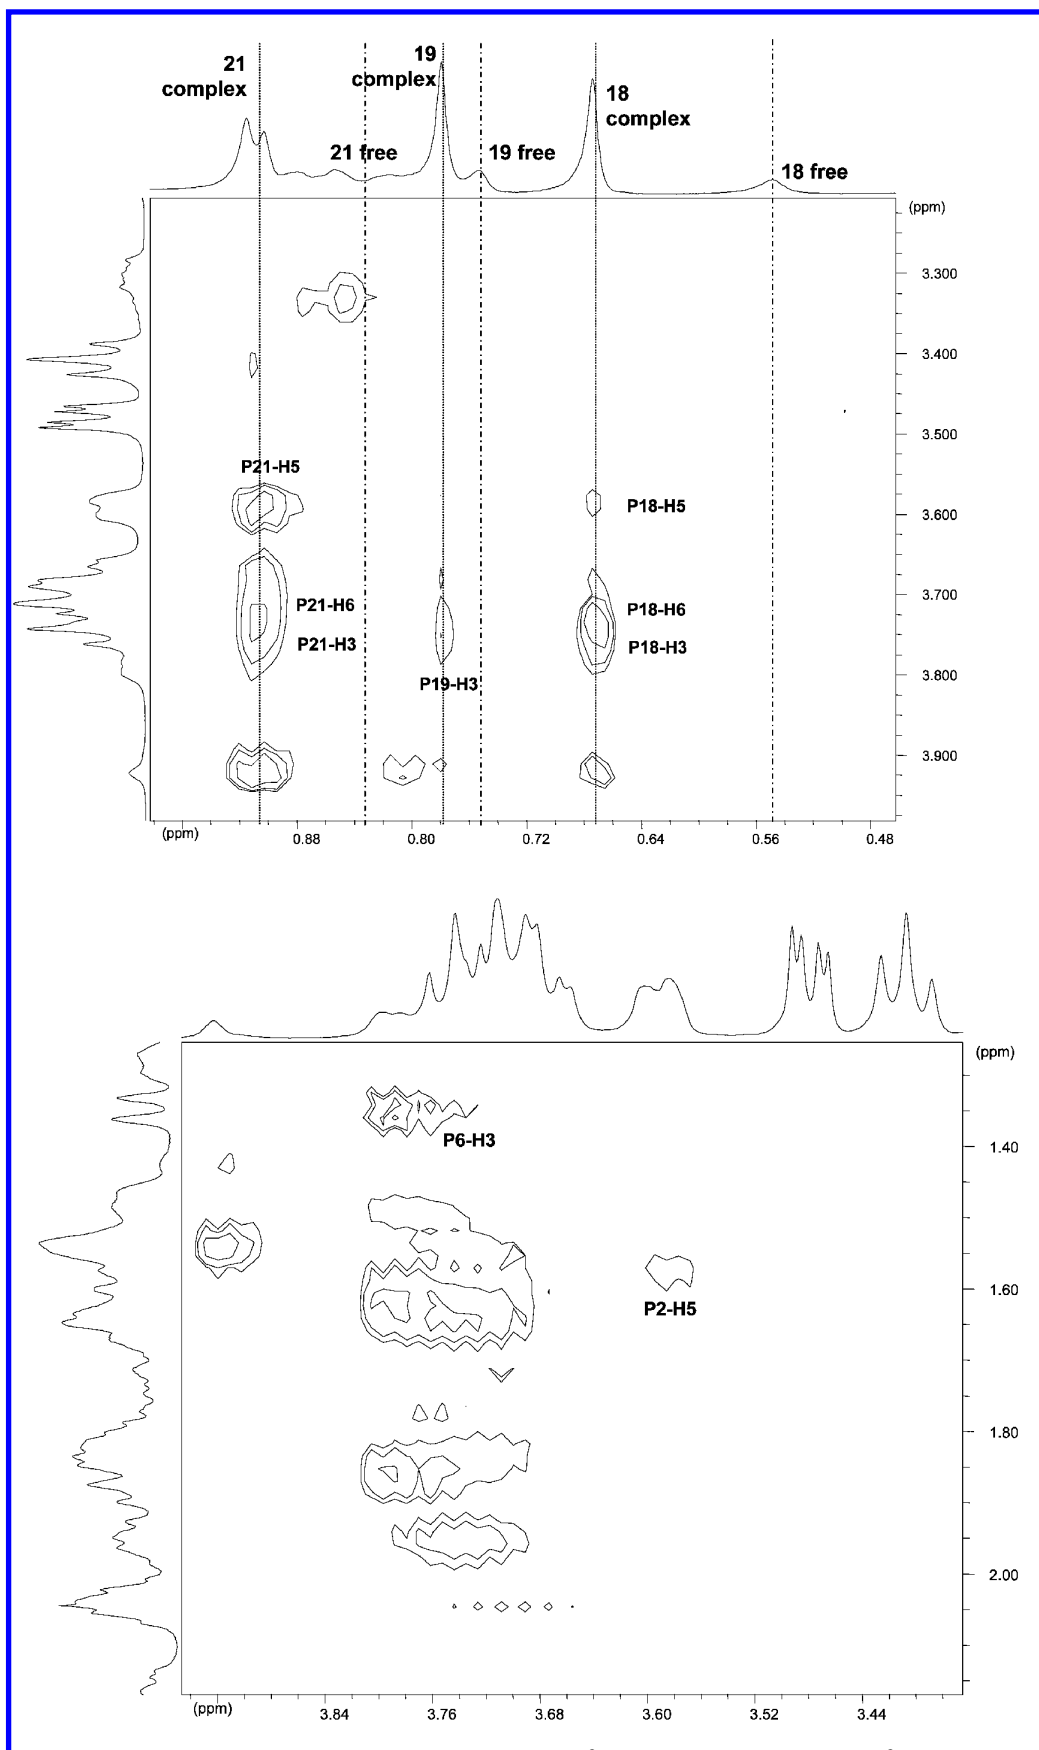 21
complex
19
complex
18
complex
21 free
19 free
18 free
(ppm)
3.300
3.400
3.500
P21-H5
P18-H5
3.600
P21-H6
P18-H6
3.700
P21-H3
P18-H3
P19-H3
3.800
3.900
(ppm)
0.88
0.80
0.72
0.64
0.56
0.48
(ppm)
P6-H3
1.40
1.60
P2-H5
1.80
2.00
(ppm)
3.84
3.76
3.68
3.60
3.52
3.44